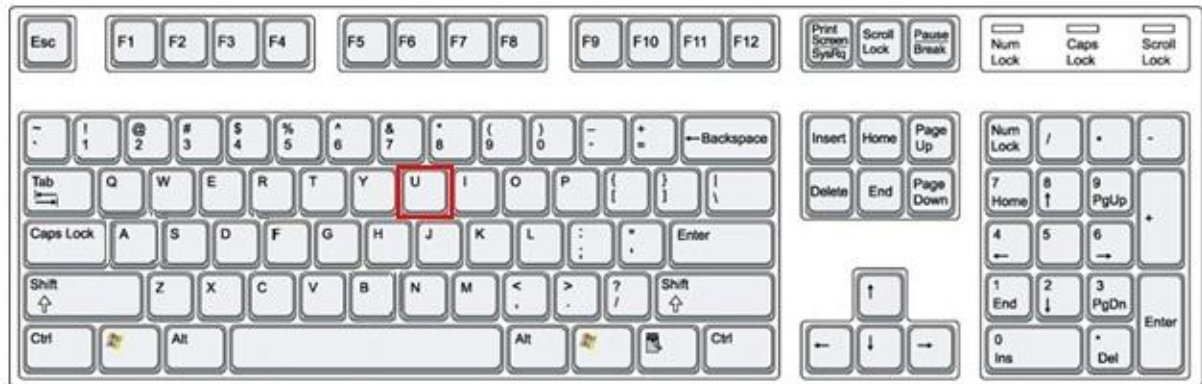 Esc F1 F2 F3 F4 F5 F6 F7 F8 F9 F10 F11 F12 Print Screen SysRq Scroll Lock Pause Break Num Lock Caps Lock Scroll Lock
~ ` ! 1 @ 2 # 3 $ 4 % 5 ^ 6 & 7 * 8 ( 9 ) 0 - - + = ←Backspace Insert Home Page Up Num Lock / * -
Tab Q W E R T Y U I O P { [ } ] | \ Delete End Page Down 7 Home 8 ↑ 9 PgUp +
Caps Lock A S D F G H J K L : ; " ' Enter 4 ← 5 6 →
Shift Z X C V B N M < , > . ? / Shift ↑ 1 End 2 ↓ 3 PgDn Enter
Ctrl Alt Alt Ctrl ← ↓ → 0 Ins . Del